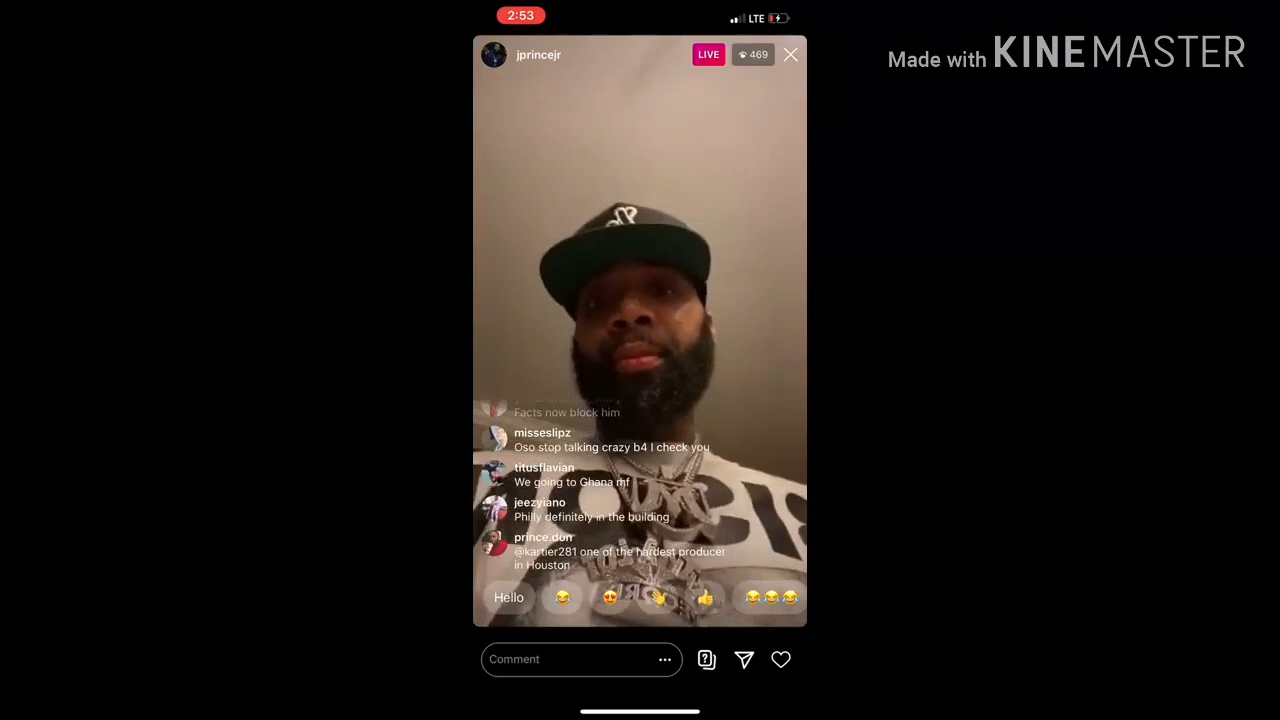 2:53
LTE
Made with KINEMASTER
jprincejr
LIVE
469
Facts now block him
misseslipz
Oso stop talking crazy b4 I check you
titusflavian
We going to Ghana mf
jeezyiano
Philly definitely in the building
prince.don
@kartier281 one of the hardest producer
in Houston
Hello
Comment